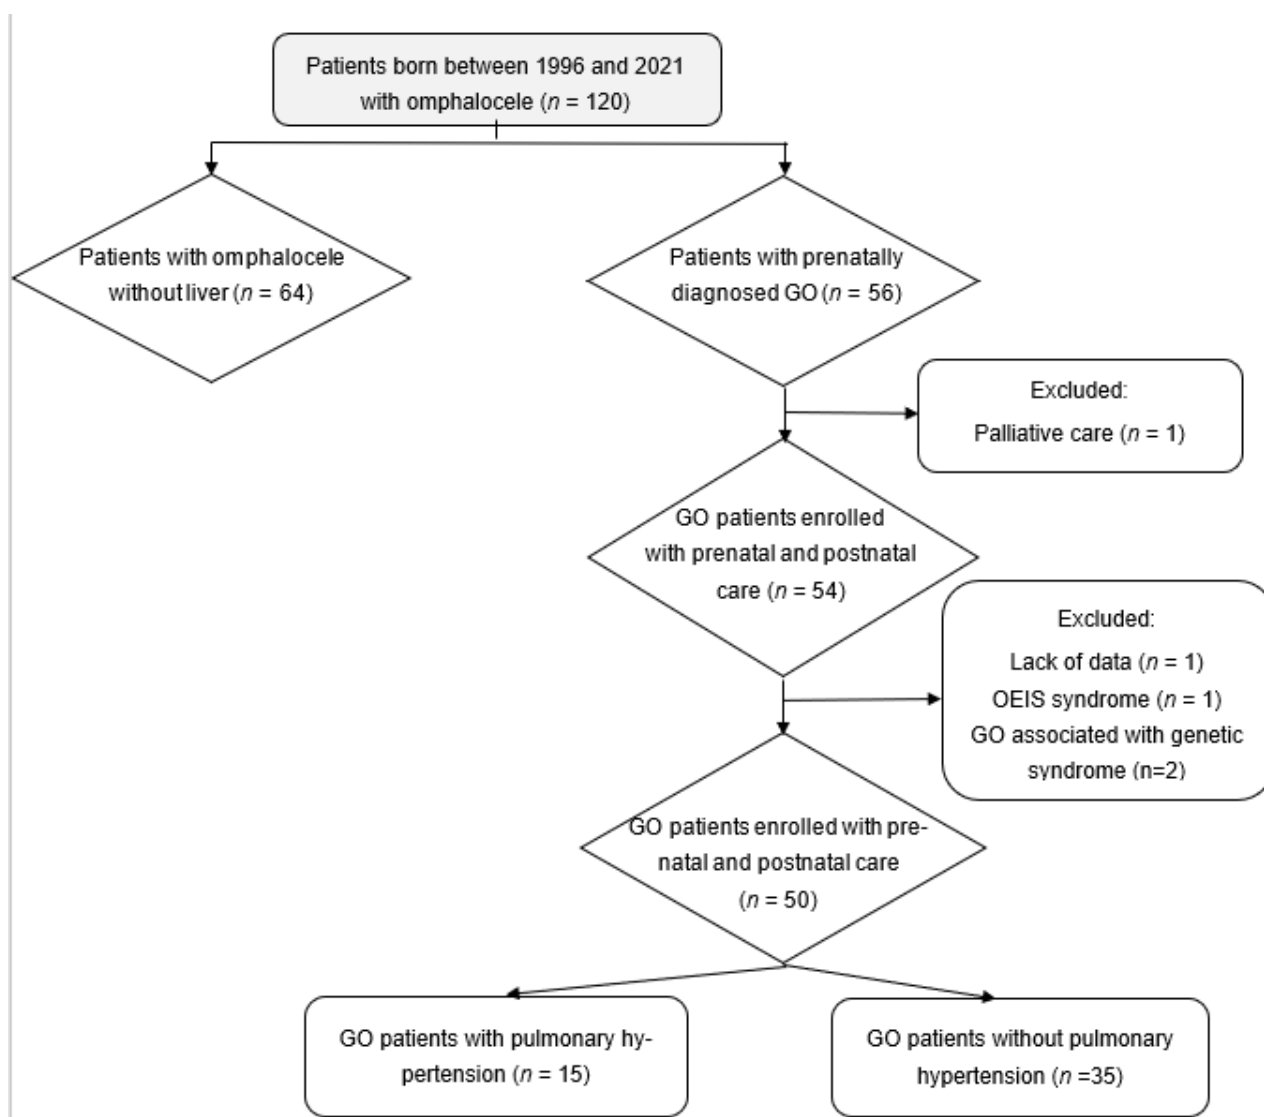 Patients born between 1996 and 2021
with omphalocele (n = 120)
Patients with omphalocele
without liver (n = 64)
Patients with prenatally
diagnosed GO (n = 56)
Excluded:
Palliative care (n = 1)
GO patients enrolled
with prenatal and postnatal
care (n = 54)
Excluded:
Lack of data (n = 1)
OEIS syndrome (n = 1)
GO associated with genetic
syndrome (n=2)
GO patients enrolled with pre-
natal and postnatal care
(n = 50)
GO patients with pulmonary hy-
pertension (n = 15)
GO patients without pulmonary
hypertension (n =35)